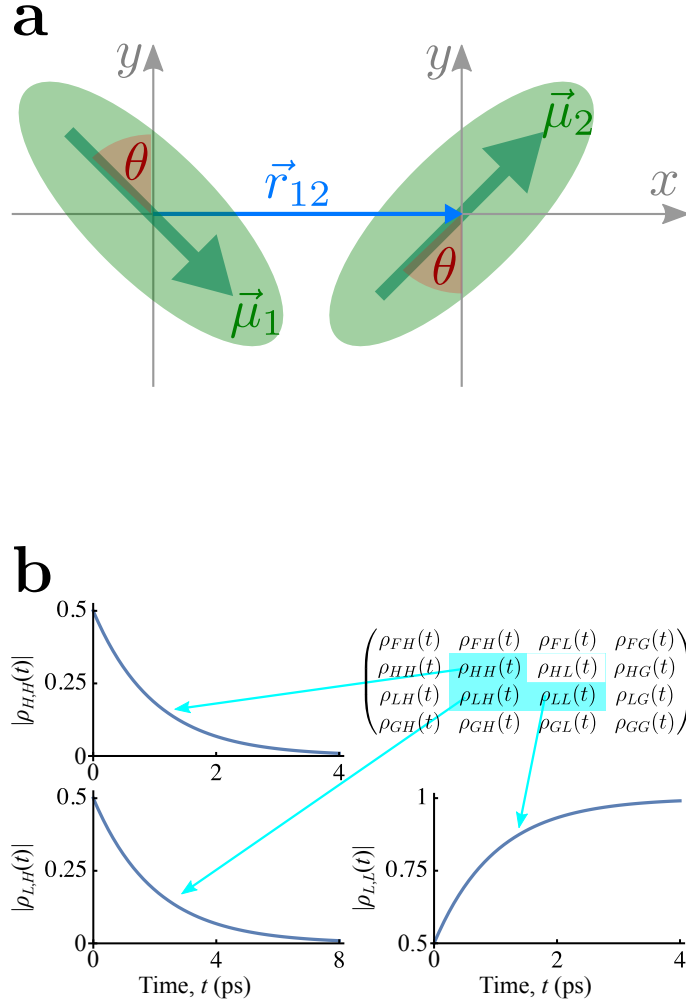 a
y
y
μ⃗₂
θ
r⃗₁₂
x
θ
μ⃗₁
b
0.5
0.25
0
0 2 4
|ρH,H(t)|
ρFH(t) ρFH(t) ρFL(t) ρFG(t)
ρHH(t) ρHH(t) ρHL(t) ρHG(t)
ρLH(t) ρLH(t) ρLL(t) ρLG(t)
ρGH(t) ρGH(t) ρGL(t) ρGG(t)
0.5
0.25
0
0 4 8
|ρL,H(t)|
Time, t (ps)
1
0.75
0.5
0 2 4
|ρL,L(t)|
Time, t (ps)